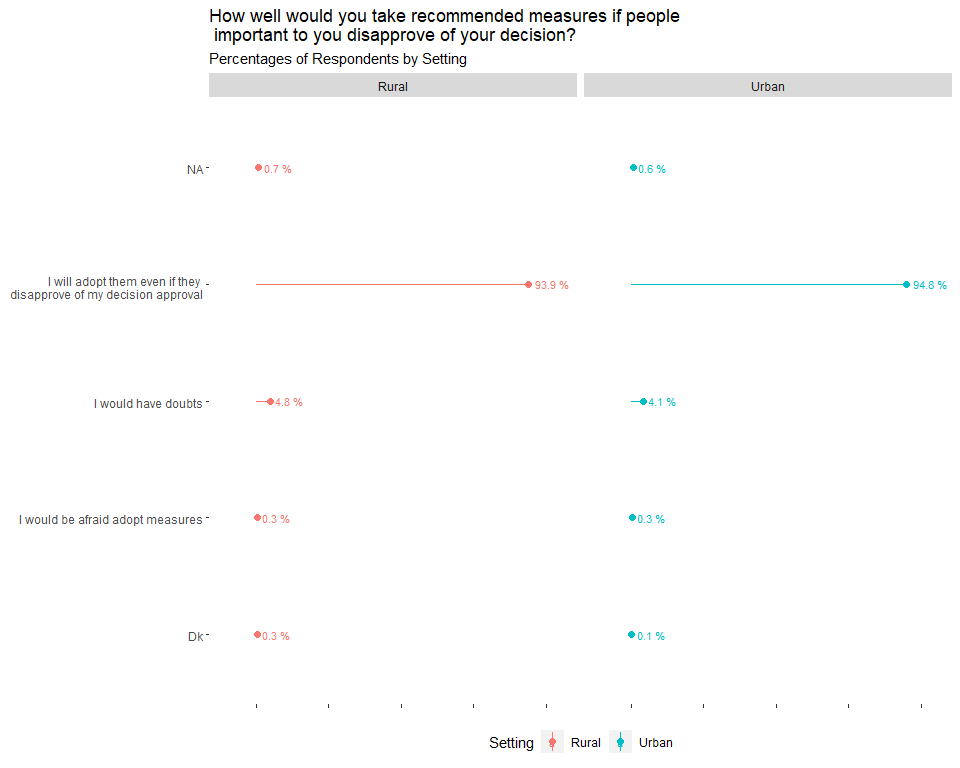 How well would you take recommended measures if people
important to you disapprove of your decision?
Percentages of Respondents by Setting
Rural
Urban
NA
0.7 %
0.6 %
I will adopt them even if they
disapprove of my decision approval
93.9 %
94.8 %
I would have doubts
4.8 %
4.1 %
I would be afraid adopt measures
0.3 %
0.3 %
Dk
0.3 %
0.1 %
Setting Rural Urban